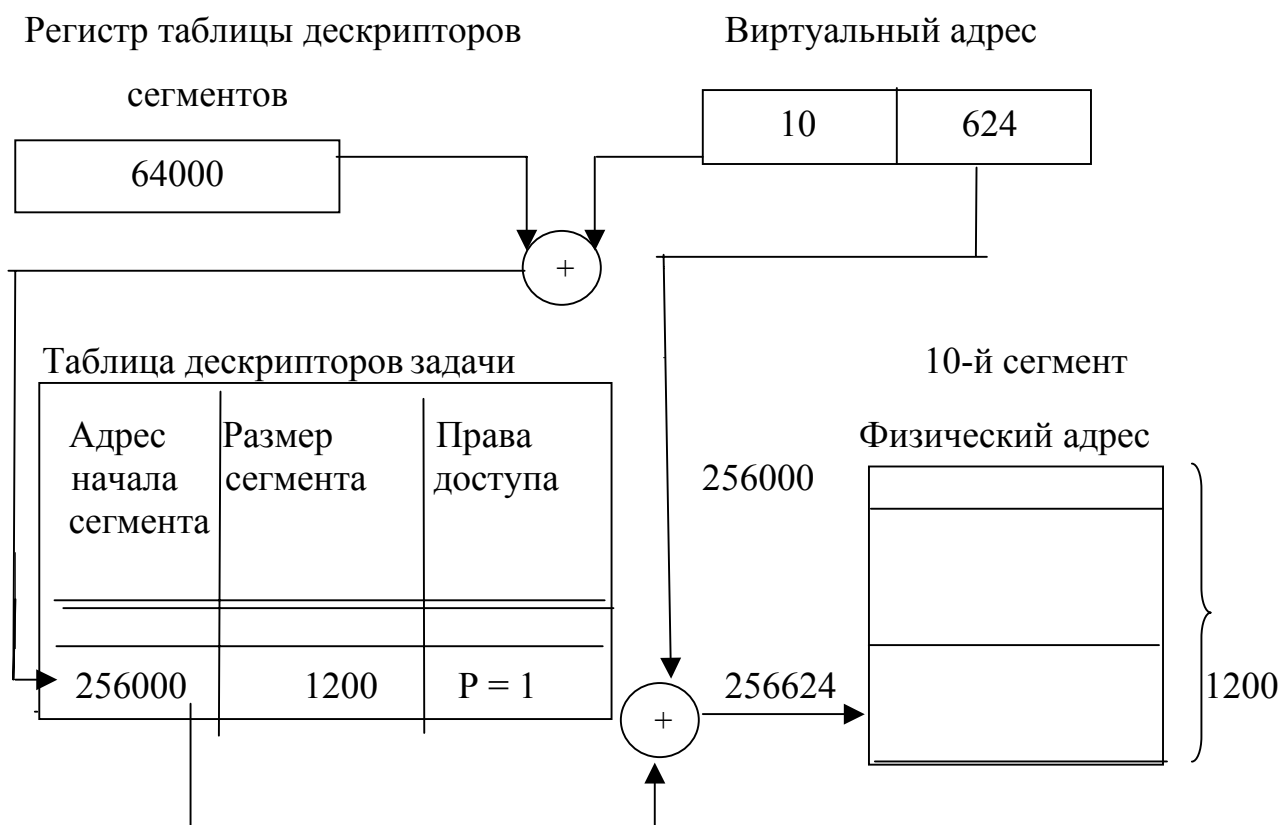 Регистр таблицы дескрипторов
сегментов
Виртуальный адрес
10 624
64000
+
Таблица дескрипторов задачи
10-й сегмент
Адрес начала сегмента
Размер сегмента
Права доступа
Физический адрес
256000
256000 1200 P = 1
+
256624
1200